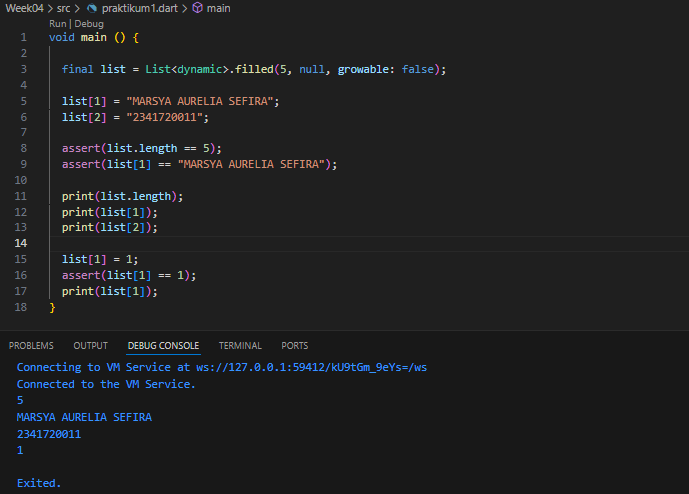 Week04 > src > praktikum1.dart > main
Run | Debug
1 void main () {
2
3 final list = List<dynamic>.filled(5, null, growable: false);
4
5 list[1] = "MARSYA AURELIA SEFIRA";
6 list[2] = "2341720011";
7
8 assert(list.length == 5);
9 assert(list[1] == "MARSYA AURELIA SEFIRA");
10
11 print(list.length);
12 print(list[1]);
13 print(list[2]);
14
15 list[1] = 1;
16 assert(list[1] == 1);
17 print(list[1]);
18 }
PROBLEMS OUTPUT DEBUG CONSOLE TERMINAL PORTS
Connecting to VM Service at ws://127.0.0.1:59412/kU9tGm_9eYs=/ws
Connected to the VM Service.
5
MARSYA AURELIA SEFIRA
2341720011
1
Exited.